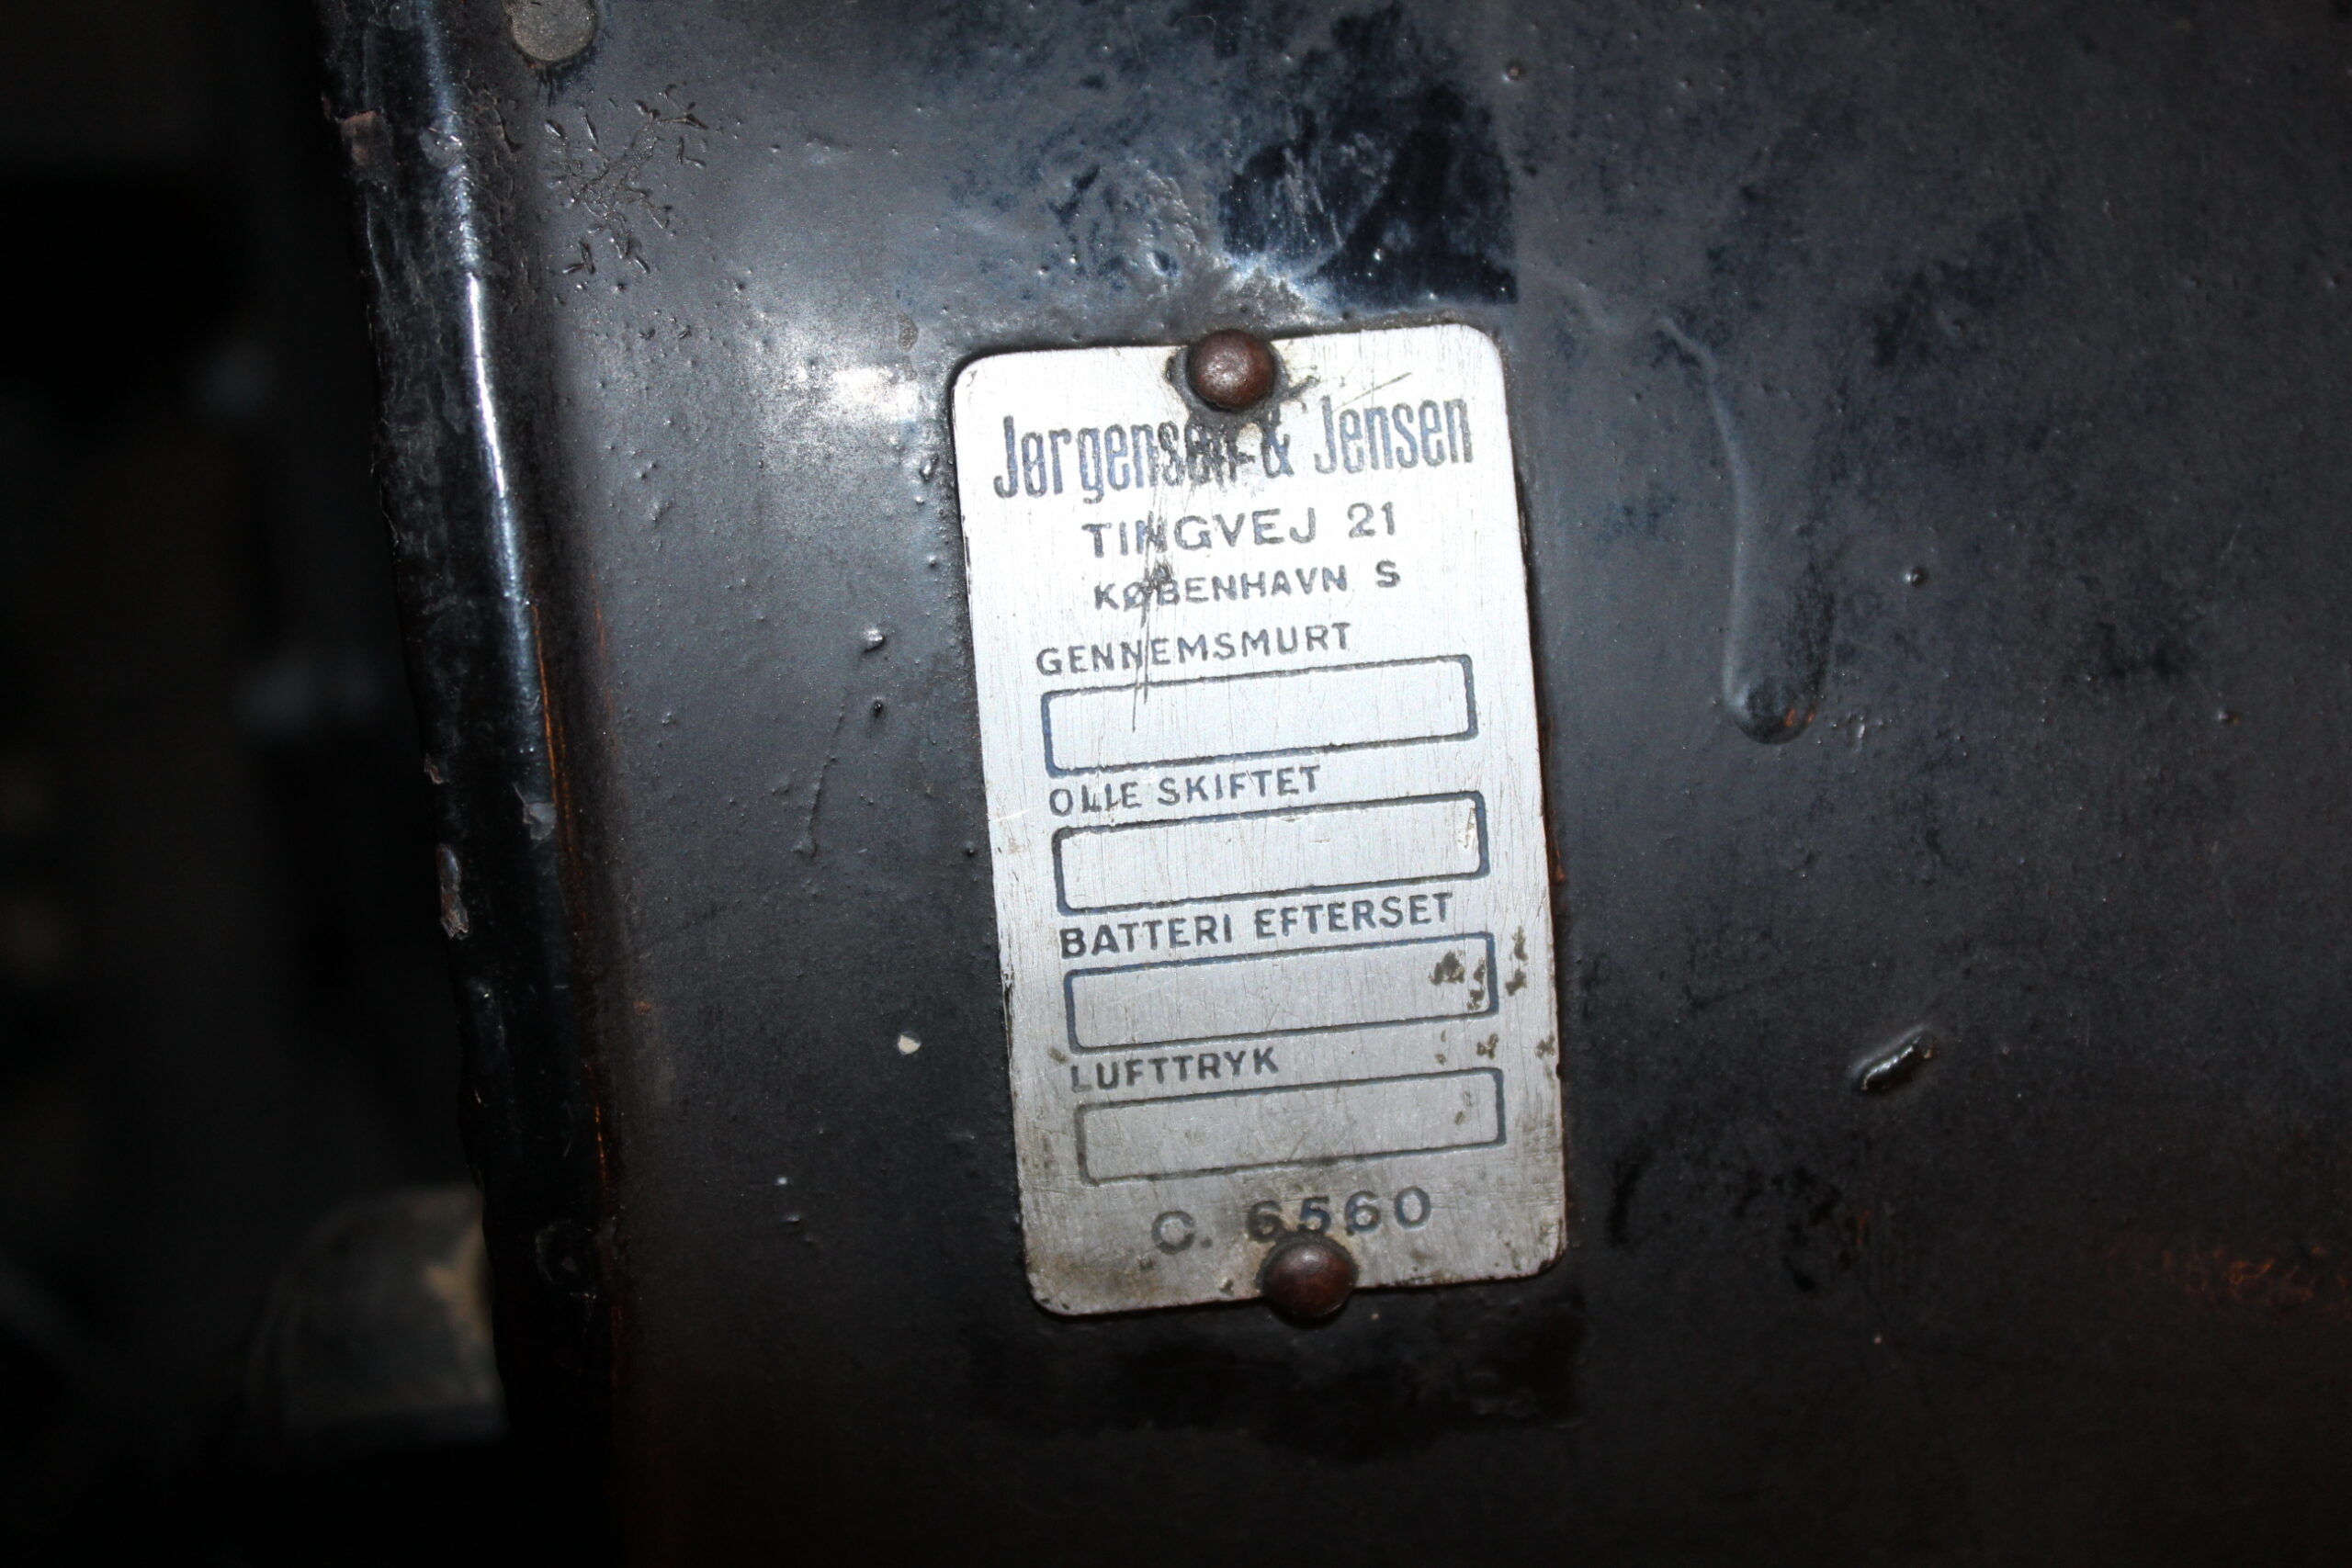 Jørgensen & Jensen
TINGVEJ 21
KØBENHAVN S
GENNEMSMURT
OLIE SKIFTET
BATTERI EFTERSET
LUFTTRYK
C. 6560